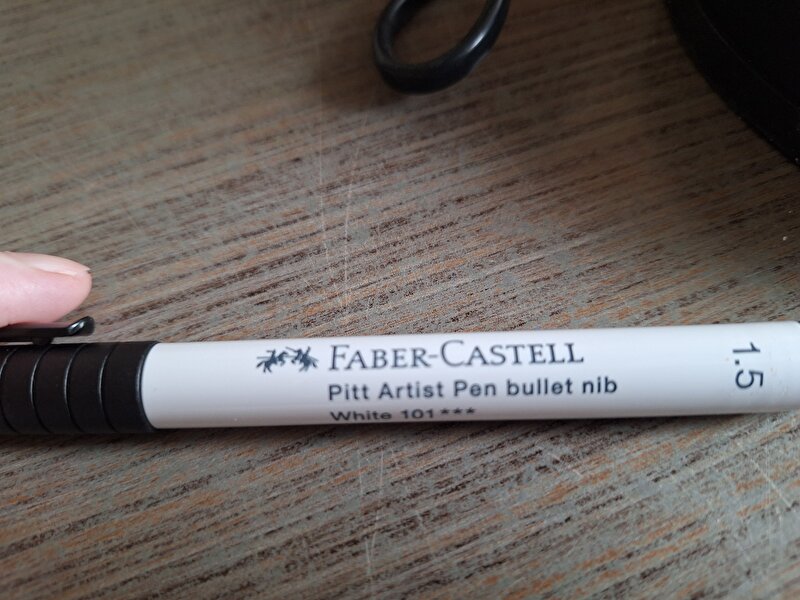 FABER-CASTELL
Pitt Artist Pen bullet nib
White 101***
1.5